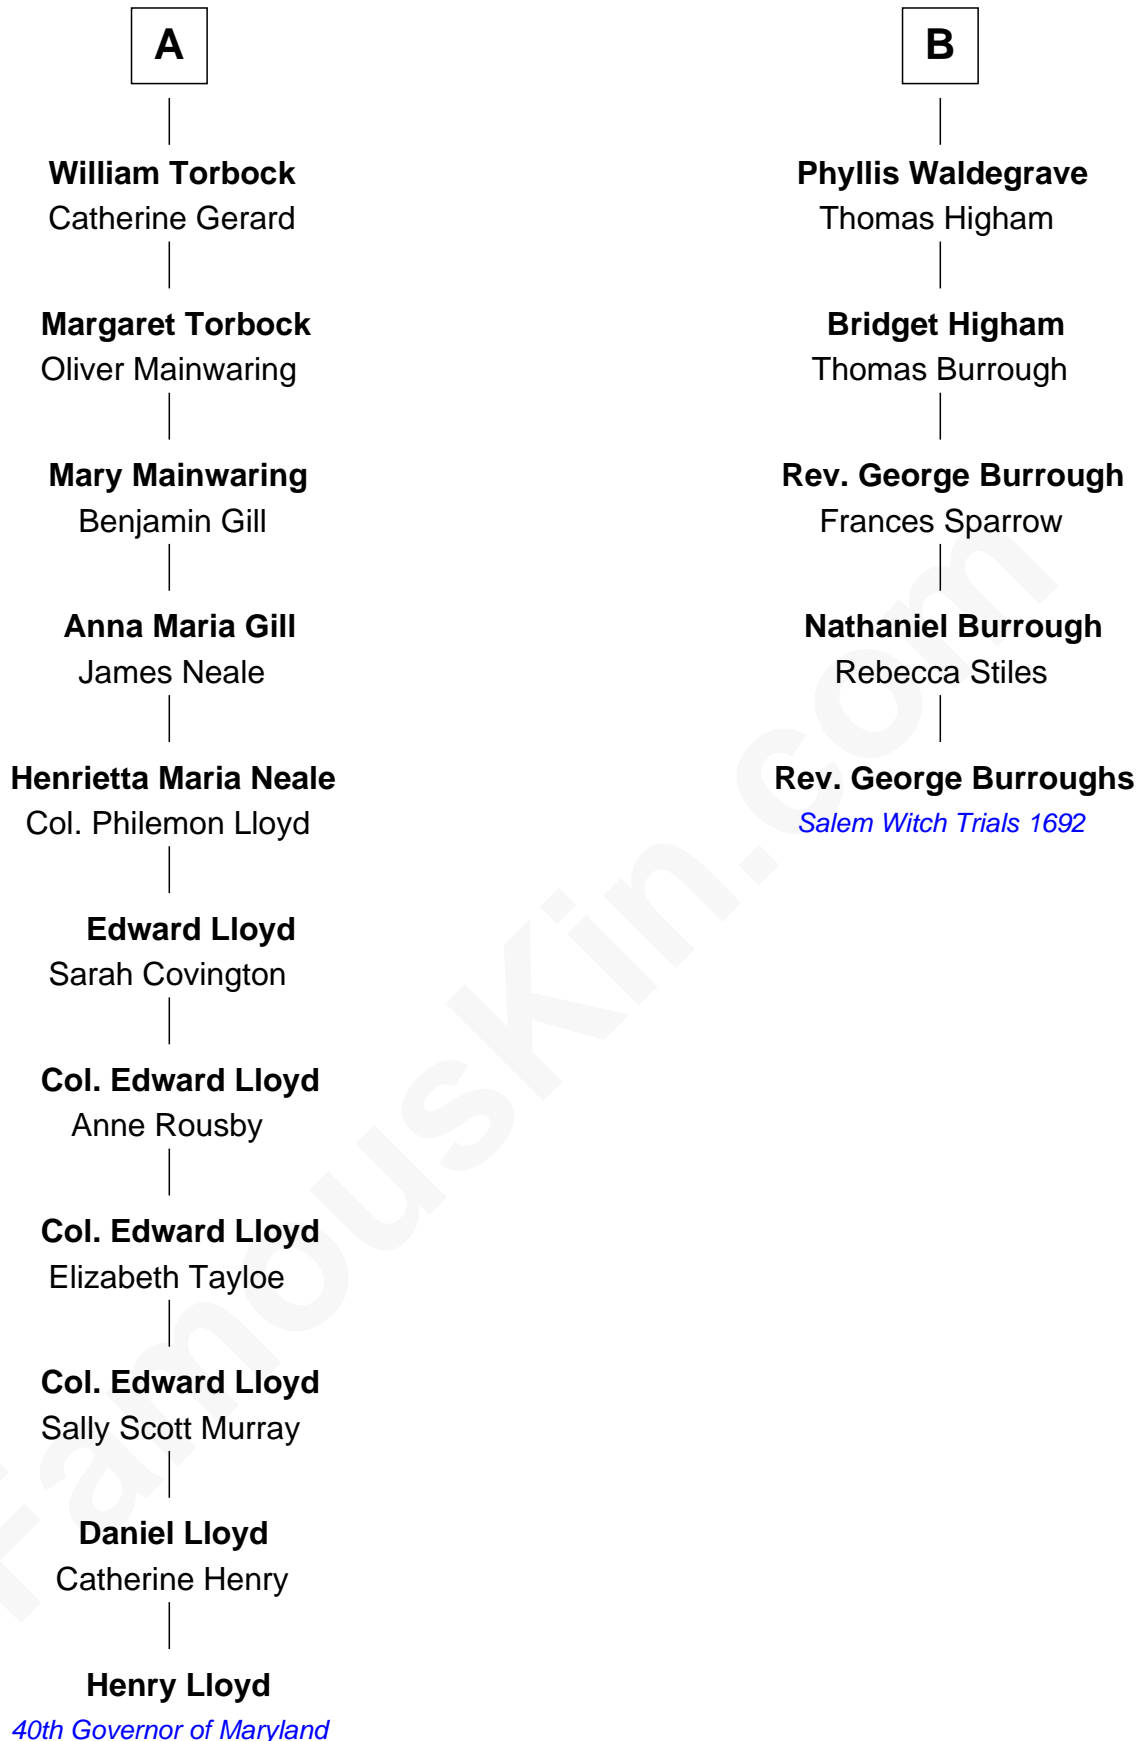 A
William Torbock
Catherine Gerard
Margaret Torbock
Oliver Mainwaring
Mary Mainwaring
Benjamin Gill
Anna Maria Gill
James Neale
Henrietta Maria Neale
Col. Philemon Lloyd
Edward Lloyd
Sarah Covington
Col. Edward Lloyd
Anne Rousby
Col. Edward Lloyd
Elizabeth Tayloe
Col. Edward Lloyd
Sally Scott Murray
Daniel Lloyd
Catherine Henry
Henry Lloyd
40th Governor of Maryland
B
Phyllis Waldegrave
Thomas Higham
Bridget Higham
Thomas Burrough
Rev. George Burrough
Frances Sparrow
Nathaniel Burrough
Rebecca Stiles
Rev. George Burroughs
Salem Witch Trials 1692
FamousKin.com